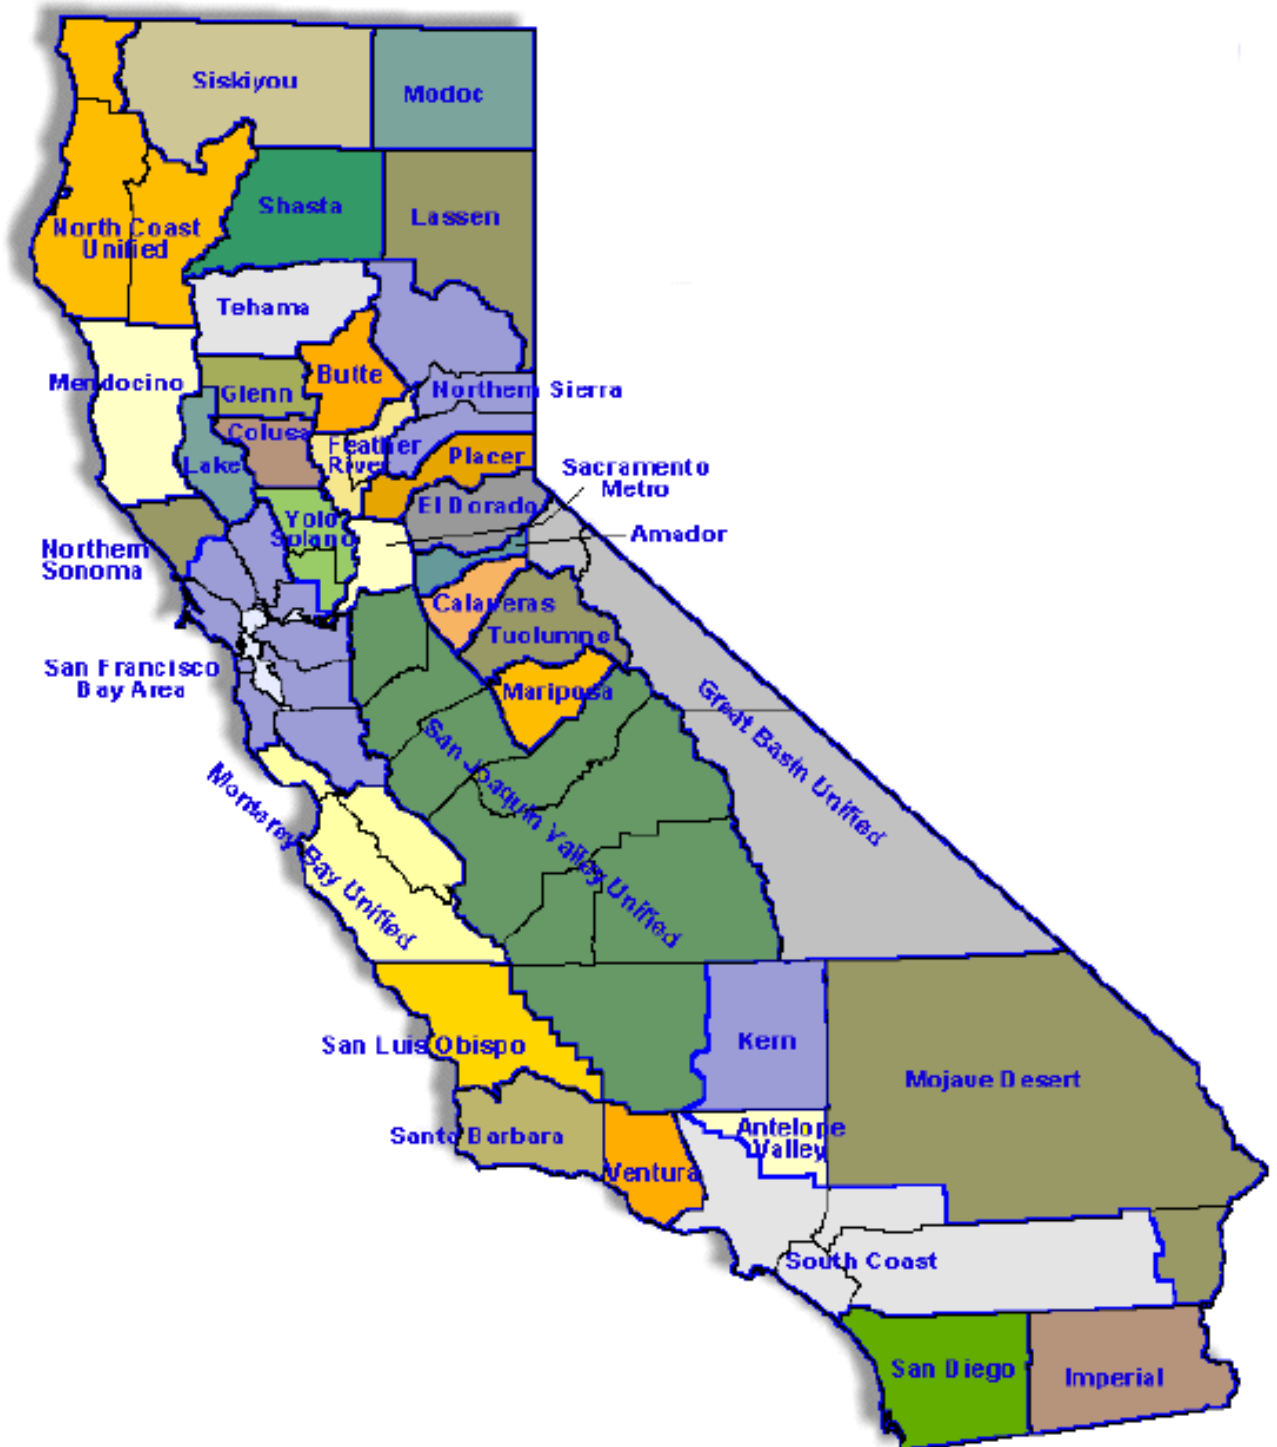 Siskiyou
Modoc
Shasta
Lassen
North Coast
Unified
Tehama
Mendocino
Glenn
Butte
Northern Sierra
Colusa
Feather
River
Lake
Placer
Sacramento
Metro
El Dorado
Yolo
Solano
Amador
Northern
Sonoma
Calaveras
Tuolumne
San Francisco
Bay Area
Mariposa
Great Basin Unified
San Joaquin Valley Unified
Monterey Bay Unified
San Luis Obispo
Kern
Mojave Desert
Santa Barbara
Antelope
Valley
Ventura
South Coast
San Diego
Imperial